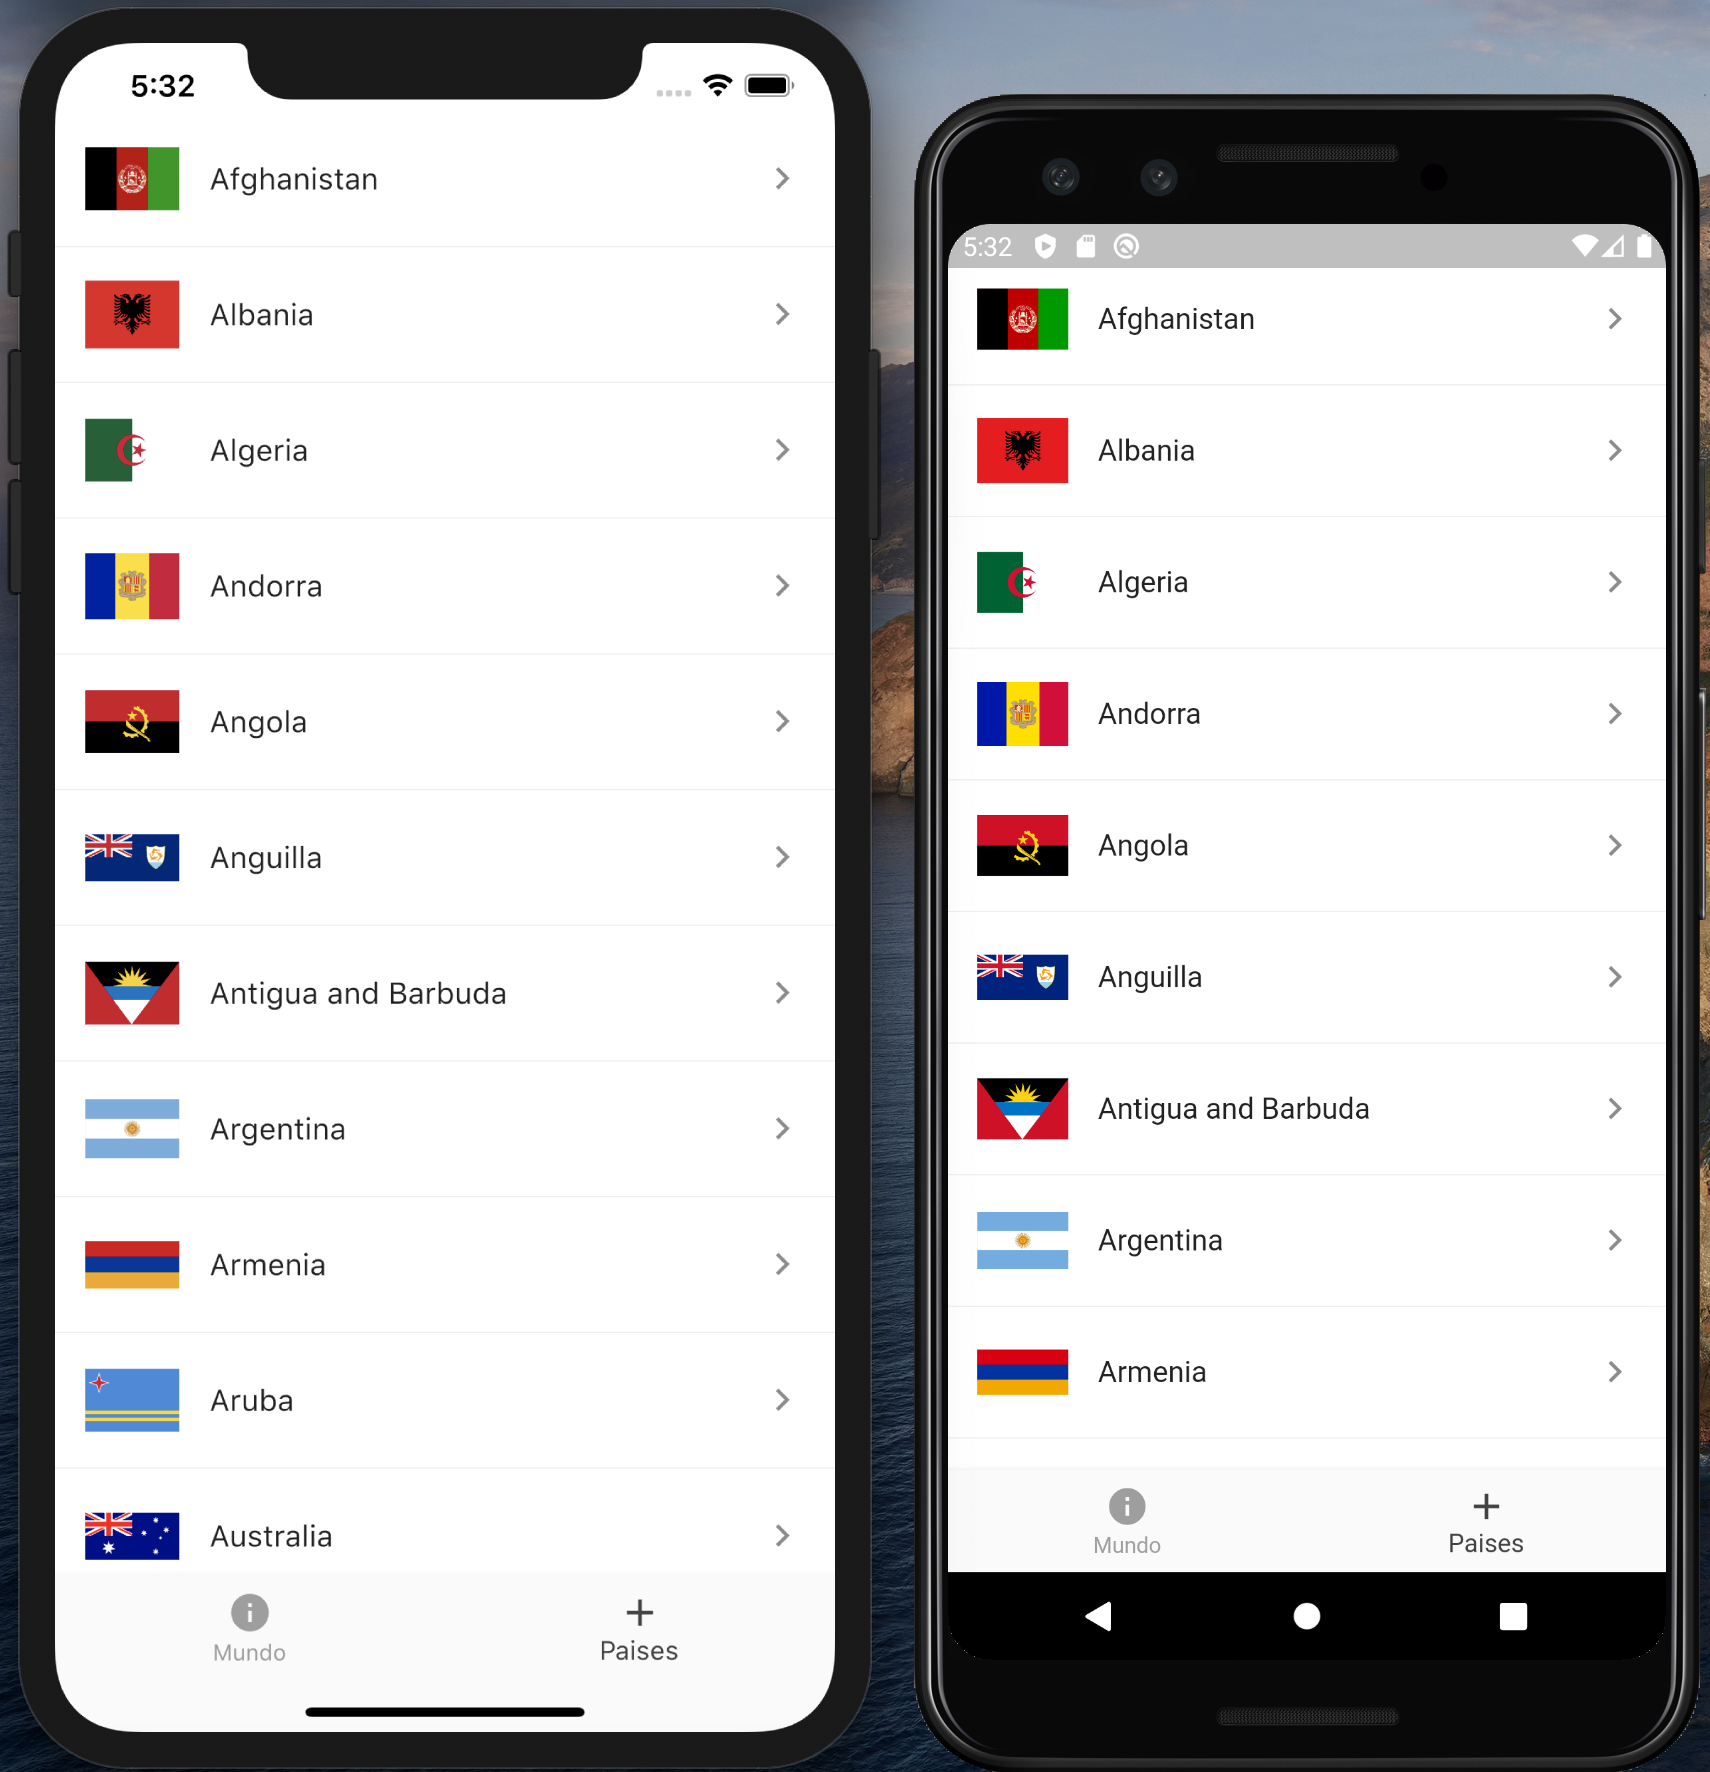 5:32
Afghanistan
Albania
Algeria
Andorra
Angola
Anguilla
Antigua and Barbuda
Argentina
Armenia
Aruba
Australia
Mundo
Paises
5:32
Afghanistan
Albania
Algeria
Andorra
Angola
Anguilla
Antigua and Barbuda
Argentina
Armenia
Mundo
Paises